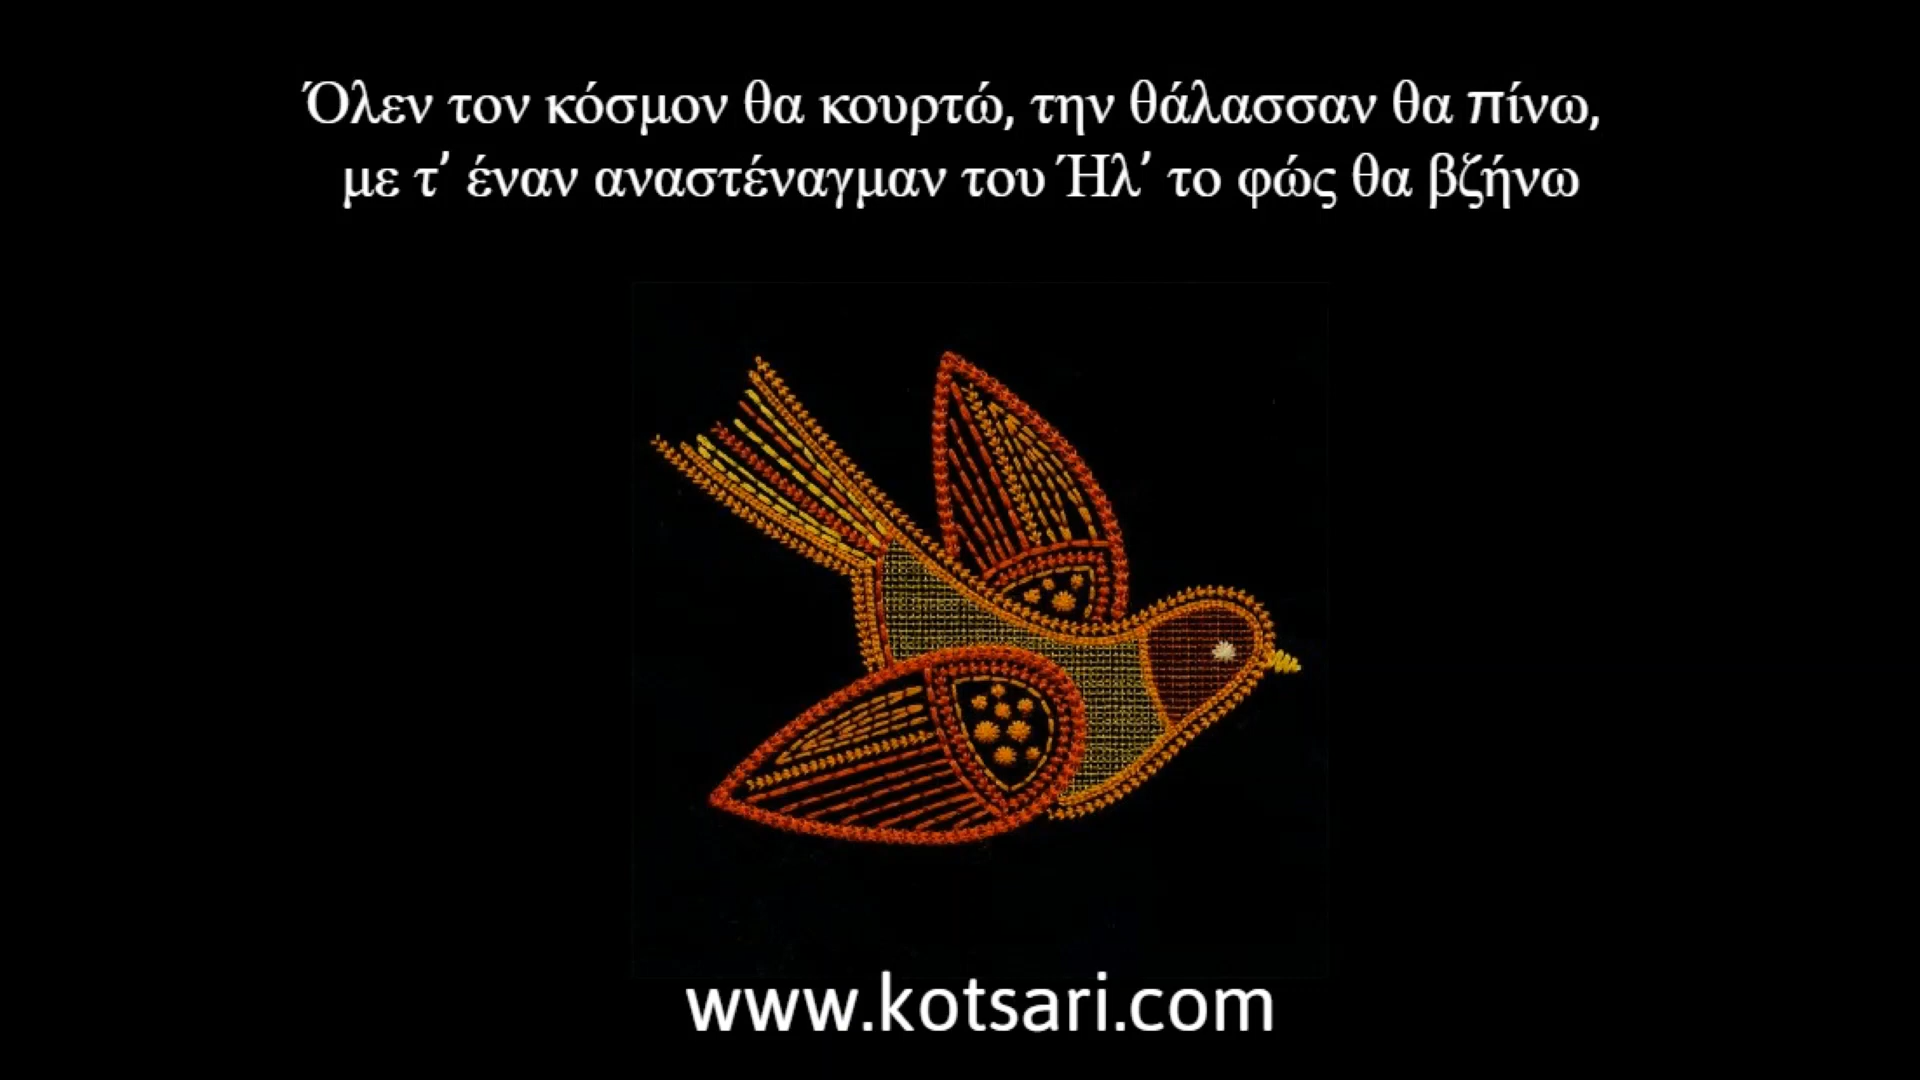 Όλεν τον κόσμον θα κουρτώ, την θάλασσαν θα πίνω,
με τ’ έναν αναστέναγμαν του Ήλ’ το φώς θα βζήνω
www.kotsari.com